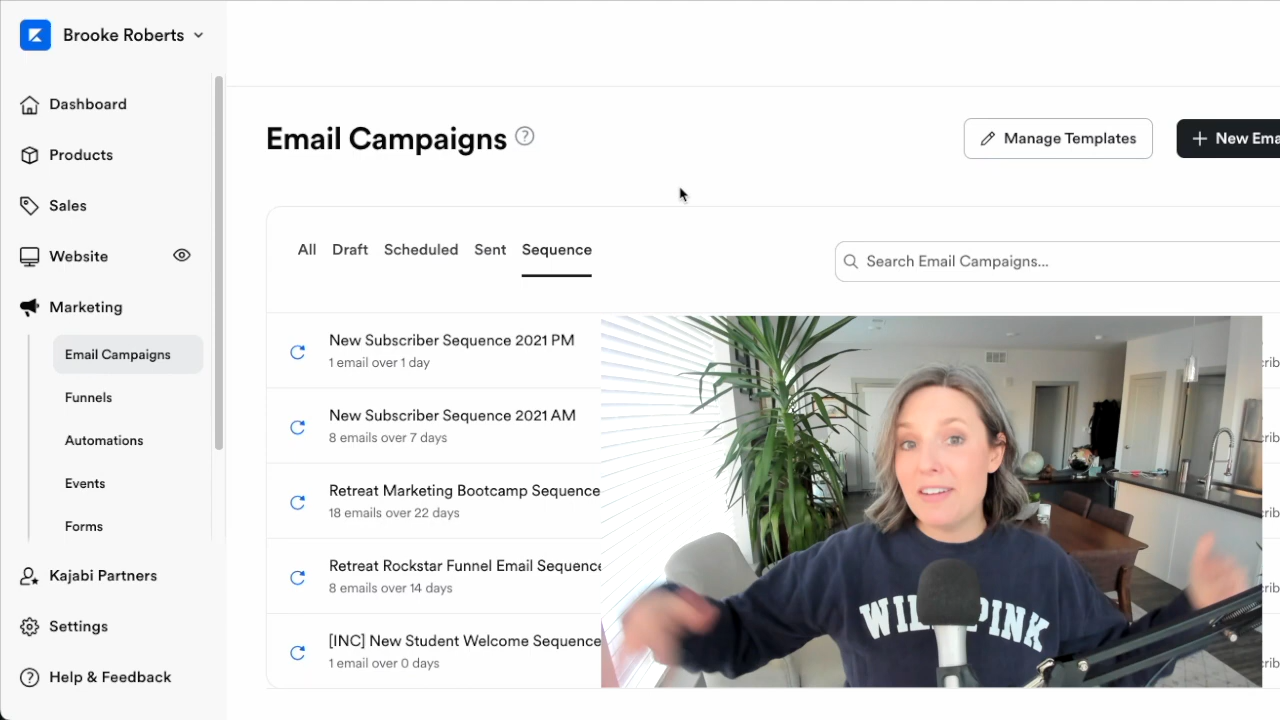 Brooke Roberts
Dashboard
Products
Sales
Website
Marketing
Email Campaigns
Funnels
Automations
Events
Forms
Kajabi Partners
Settings
Help & Feedback
Email Campaigns
Manage Templates
New
All Draft Scheduled Sent Sequence
Search Email Campaigns...
New Subscriber Sequence 2021 PM
1 email over 1 day
New Subscriber Sequence 2021 AM
8 emails over 7 days
Retreat Marketing Bootcamp Sequence
18 emails over 22 days
Retreat Rockstar Funnel Email Sequence
8 emails over 14 days
[INC] New Student Welcome Sequence
1 email over 0 days
PINK